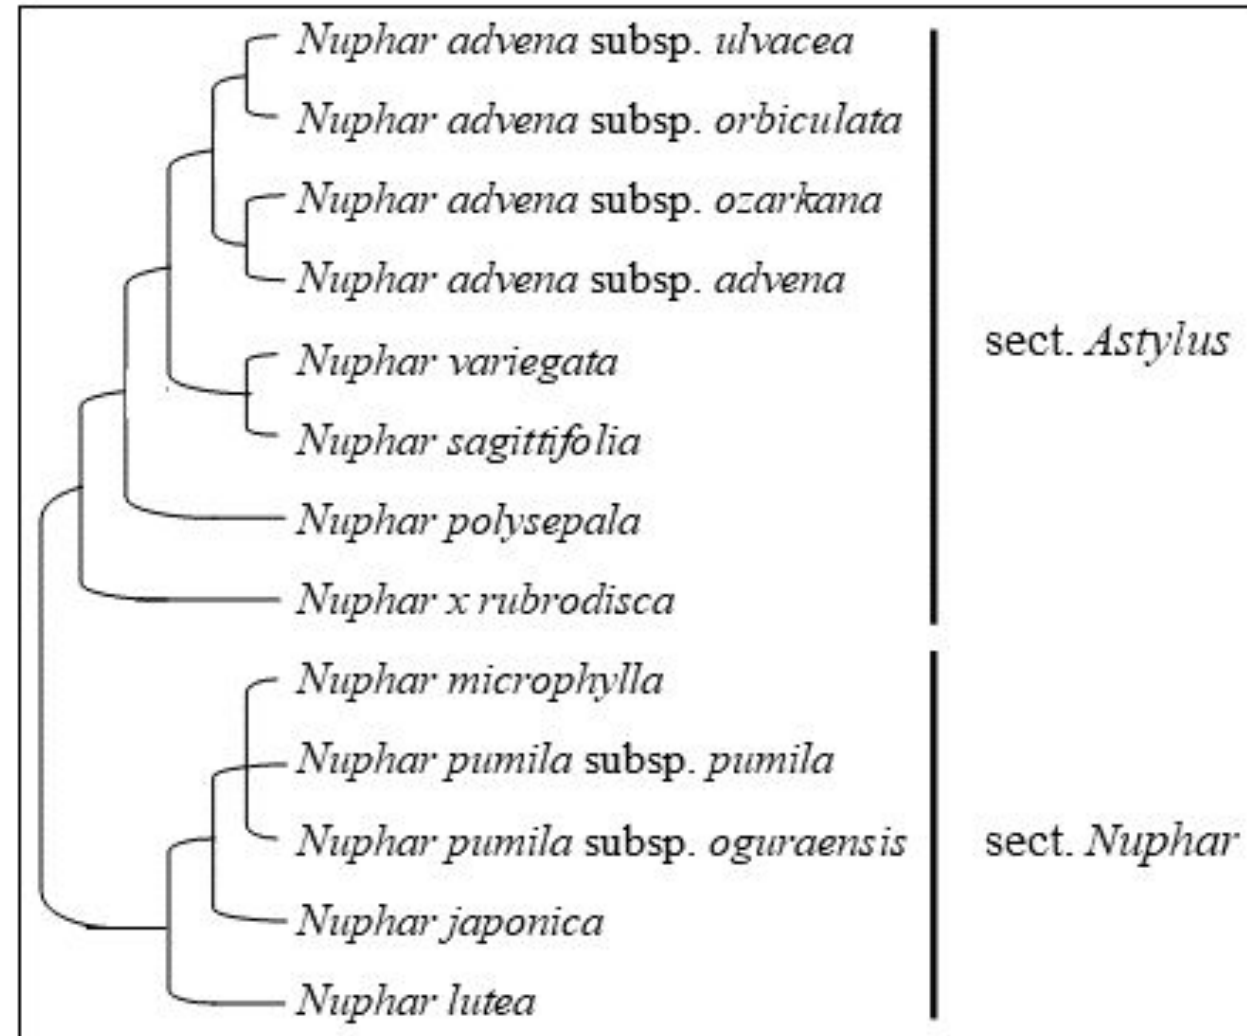 Nuphar advena subsp. ulvacea
Nuphar advena subsp. orbiculata
Nuphar advena subsp. ozarkana
Nuphar advena subsp. advena
Nuphar variegata
Nuphar sagittifolia
Nuphar polysepala
Nuphar x rubrodisca
sect. Astylus
Nuphar microphylla
Nuphar pumila subsp. pumila
Nuphar pumila subsp. oguraensis
Nuphar japonica
Nuphar lutea
sect. Nuphar